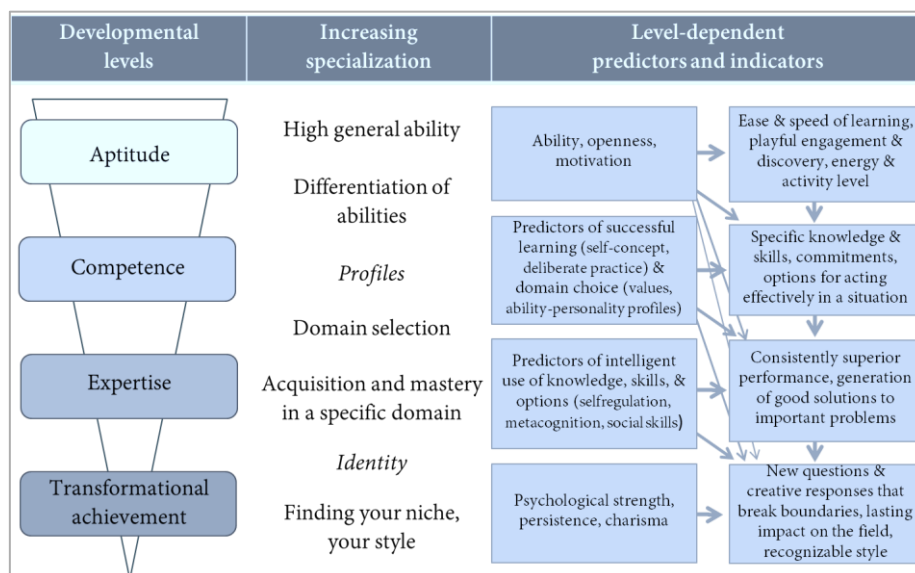 Developmental
levels
Increasing
specialization
Level-dependent
predictors and indicators
Aptitude
Competence
Expertise
Transformational
achievement
High general ability
Differentiation of
abilities
Profiles
Domain selection
Acquisition and mastery
in a specific domain
Identity
Finding your niche,
your style
Ability, openness,
motivation
Ease & speed of learning,
playful engagement &
discovery, energy &
activity level
Predictors of successful
learning (self-concept,
deliberate practice) &
domain choice (values,
ability-personality profiles)
Specific knowledge &
skills, commitments,
options for acting
effectively in a situation
Predictors of intelligent
use of knowledge, skills, &
options (selfregulation,
metacognition, social skills)
Consistently superior
performance, generation
of good solutions to
important problems
Psychological strength,
persistence, charisma
New questions &
creative responses that
break boundaries, lasting
impact on the field,
recognizable style